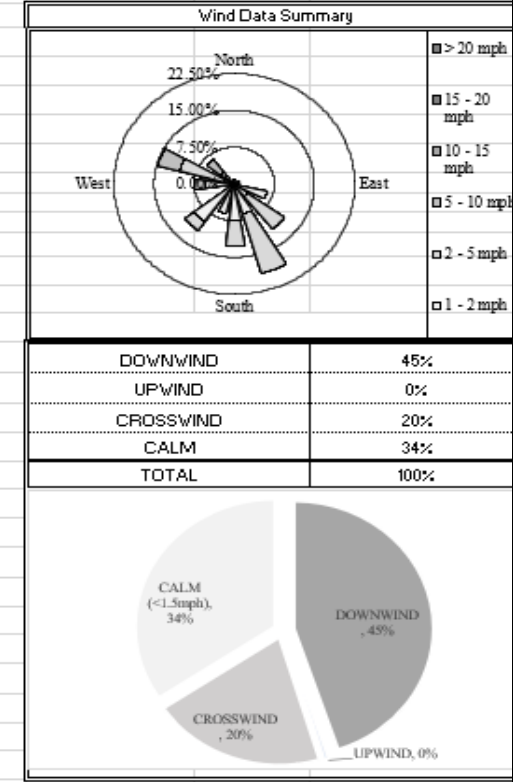 Wind Data Summary
North
22.50%
15.00%
7.50%
West
East
South
> 20 mph
15 - 20
mph
10 - 15
mph
5 - 10 mph
2 - 5 mph
1 - 2 mph
DOWNWIND 45%
UPWIND 0%
CROSSWIND 20%
CALM 34%
TOTAL 100%
CALM
(<1.5mph),
34%
DOWNWIND
, 45%
CROSSWIND
, 20%
UPWIND, 0%